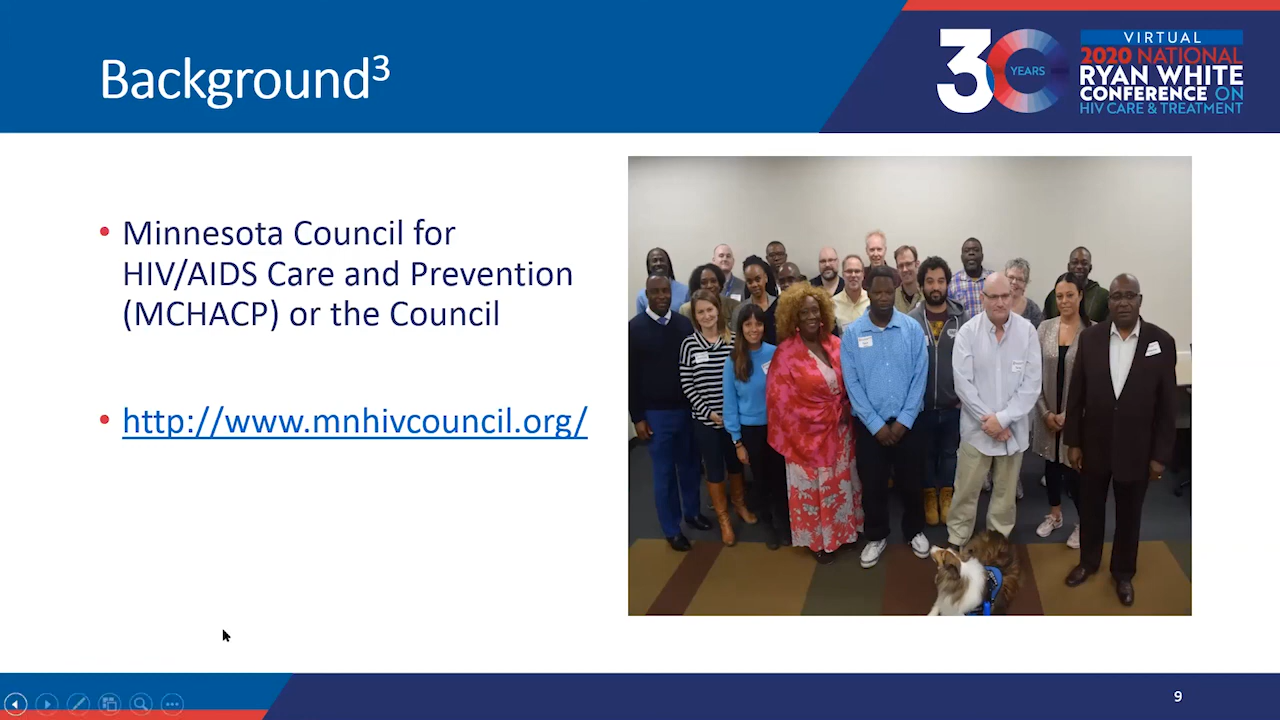 Background³
30
YEARS
VIRTUAL
2020 NATIONAL
RYAN WHITE
CONFERENCE ON
HIV CARE & TREATMENT
• Minnesota Council for
HIV/AIDS Care and Prevention
(MCHACP) or the Council
• http://www.mnhivcouncil.org/
9